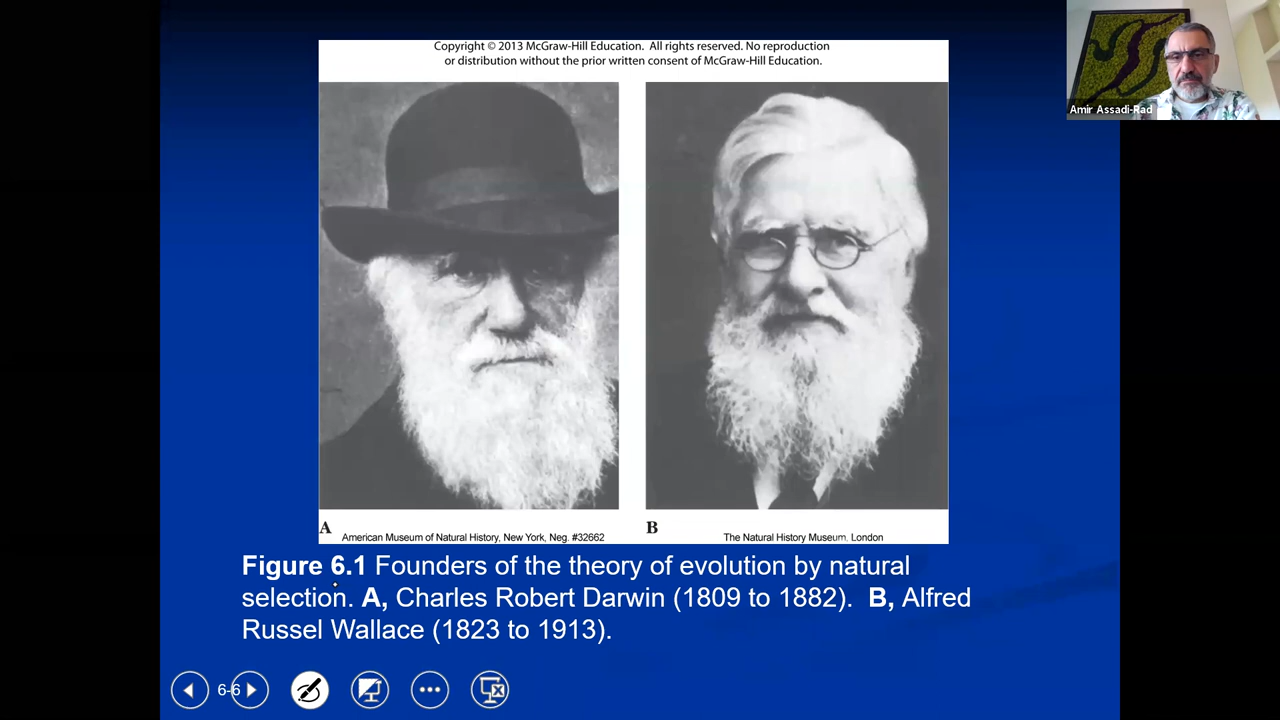 Copyright © 2013 McGraw-Hill Education. All rights reserved. No reproduction
or distribution without the prior written consent of McGraw-Hill Education.
Amir Assadi-Rad
A
American Museum of Natural History, New York, Neg. #32662
B
The Natural History Museum, London
Figure 6.1 Founders of the theory of evolution by natural
selection. A, Charles Robert Darwin (1809 to 1882). B, Alfred
Russel Wallace (1823 to 1913).
6-6